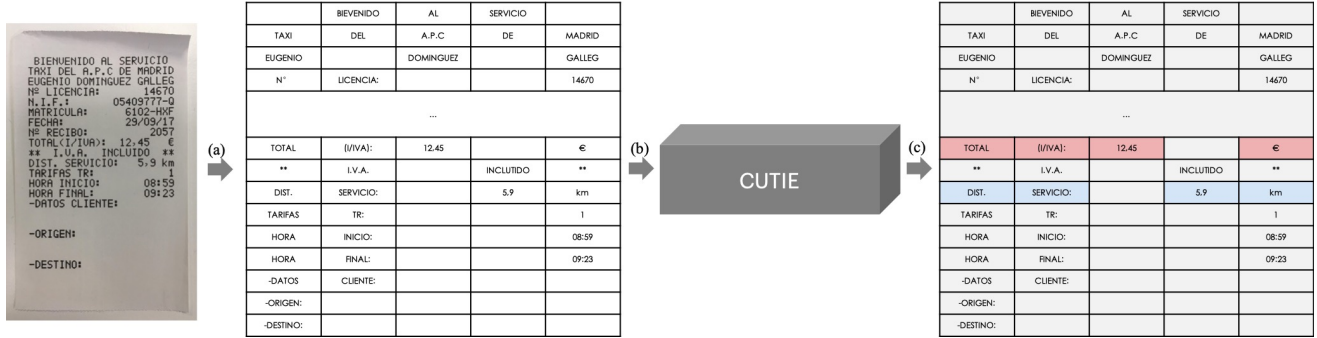 BIENVENIDO AL SERVICIO
TAXI DEL A.P.C DE MADRID
EUGENIO DOMINGUEZ GALLEG
Nº LICENCIA: 14670
N.I.F.: 05409777-Q
MATRICULA: 6102-HXF
FECHA: 29/09/17
Nº RECIBO: 2057
TOTAL(I/IVA): 12,45 €
** I.V.A. INCLUIDO **
DIST. SERVICIO: 5,9 km
TARIFAS TR: 1
HORA INICIO: 08:59
HORA FINAL: 09:23
-DATOS CLIENTE:
-ORIGEN:
-DESTINO:
(a)
BIEVENIDO AL SERVICIO
TAXI DEL A.P.C DE MADRID
EUGENIO DOMINGUEZ GALLEG
N° LICENCIA: 14670
...
TOTAL (I/IVA): 12.45 €
** I.V.A. INCLUTIDO **
DIST. SERVICIO: 5.9 km
TARIFAS TR: 1
HORA INICIO: 08:59
HORA FINAL: 09:23
-DATOS CLIENTE:
-ORIGEN:
-DESTINO:
(b)
CUTIE
(c)
BIEVENIDO AL SERVICIO
TAXI DEL A.P.C DE MADRID
EUGENIO DOMINGUEZ GALLEG
N° LICENCIA: 14670
...
TOTAL (I/IVA): 12.45 €
** I.V.A. INCLUTIDO **
DIST. SERVICIO: 5.9 km
TARIFAS TR: 1
HORA INICIO: 08:59
HORA FINAL: 09:23
-DATOS CLIENTE:
-ORIGEN:
-DESTINO: